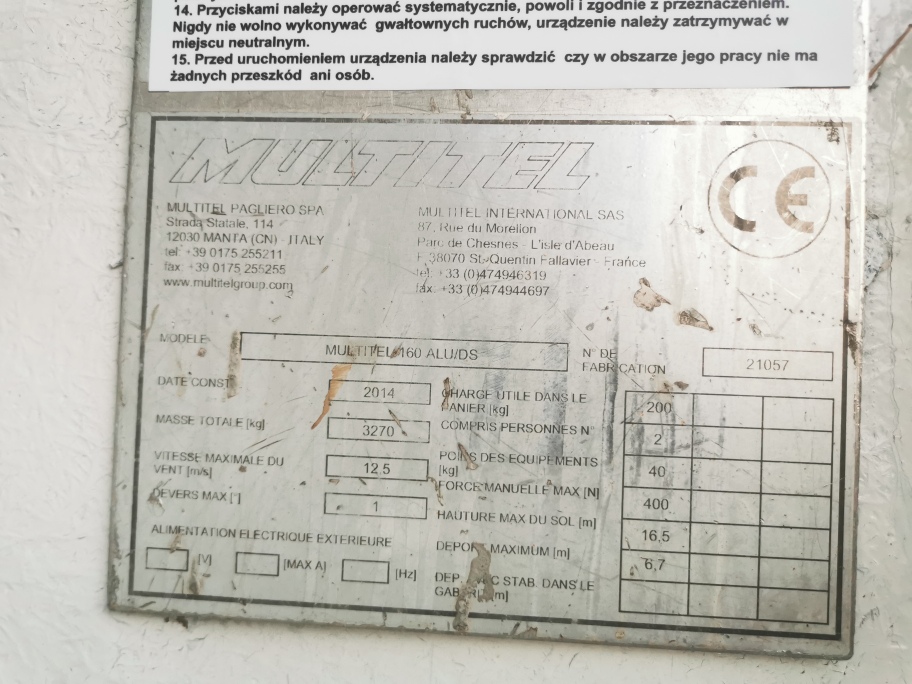 14. Przyciskami należy operować systematycznie, powoli i zgodnie z przeznaczeniem.
Nigdy nie wolno wykonywać gwałtownych ruchów, urządzenie należy zatrzymywać w
miejscu neutralnym.
15. Przed uruchomieniem urządzenia należy sprawdzić czy w obszarze jego pracy nie ma
żadnych przeszkód ani osób.
MULTITEL
CE
MULTITEL PAGLIERO SPA
Strada Statale, 114
12030 MANTA (CN) - ITALY
tel. +39 0175 255211
fax. +39 0175 255255
www.multitelgroup.com
MULTITEL INTERNATIONAL SAS
87, Rue du Morellon
Parc de Chesnes - L'isle d'Abeau
F 38070 St-Quentin Fallavier - France
tel. +33 (0)474946319
fax. +33 (0)474944697
MODELE
MULTITEL 160 ALU/DS
N° DE
FABRICATION
21057
DATE CONST
2014
MASSE TOTALE [kg]
3270
VITESSE MAXIMALE DU
VENT [m/s]
12.5
DEVERS MAX [°]
1
ALIMENTATION ELECTRIQUE EXTERIEURE
[V] [MAX A] [Hz]
CHARGE UTILE DANS LE
PANIER [kg]
200
COMPRIS PERSONNES N°
2
POIDS DES EQUIPEMENTS
[kg]
40
FORCE MANUELLE MAX [N]
400
HAUTURE MAX DU SOL [m]
16,5
DEPORT MAXIMUM [m]
6,7
STAB. DANS LE